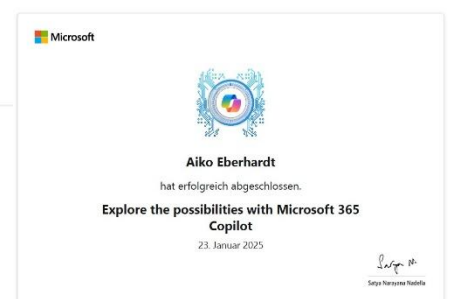 Microsoft
Aiko Eberhardt
hat erfolgreich abgeschlossen.
Explore the possibilities with Microsoft 365
Copilot
23. Januar 2025
Satya N.
Satya Narayana Nadella